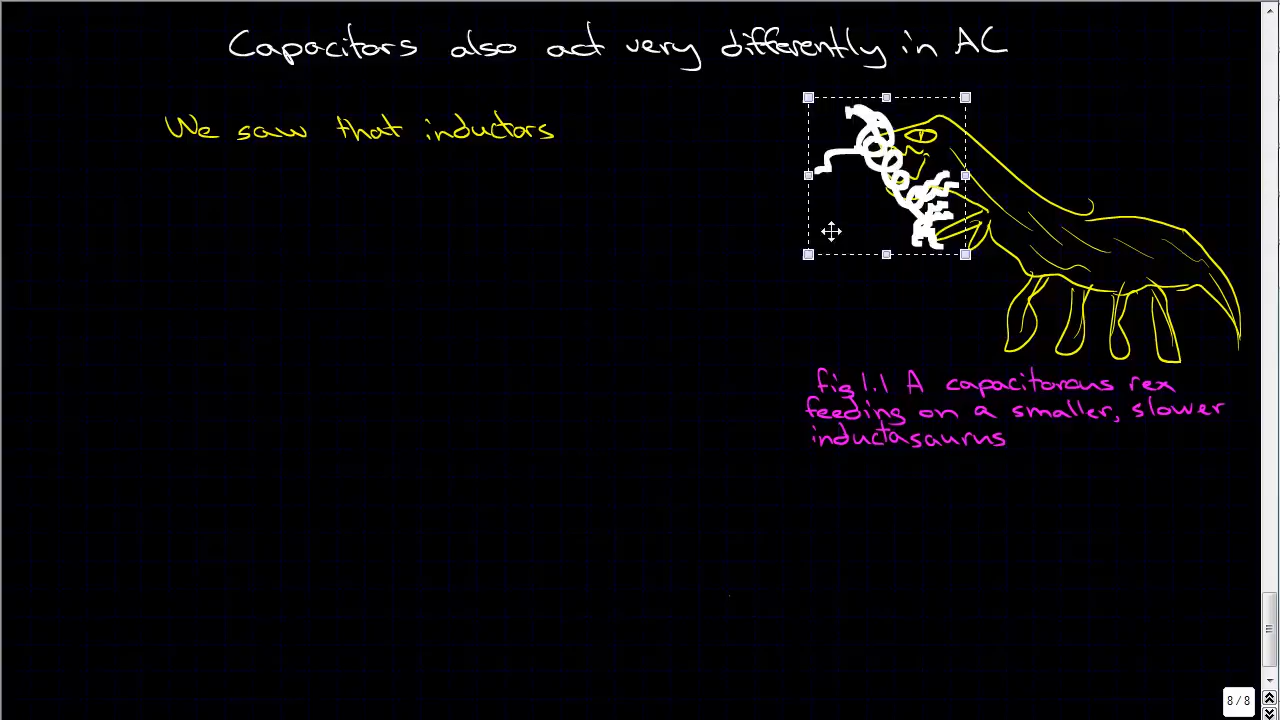 Capacitors also act very differently in AC
We saw that inductors
fig 1.1 A capacitorous rex
feeding on a smaller, slower
inductasaurus
8/8